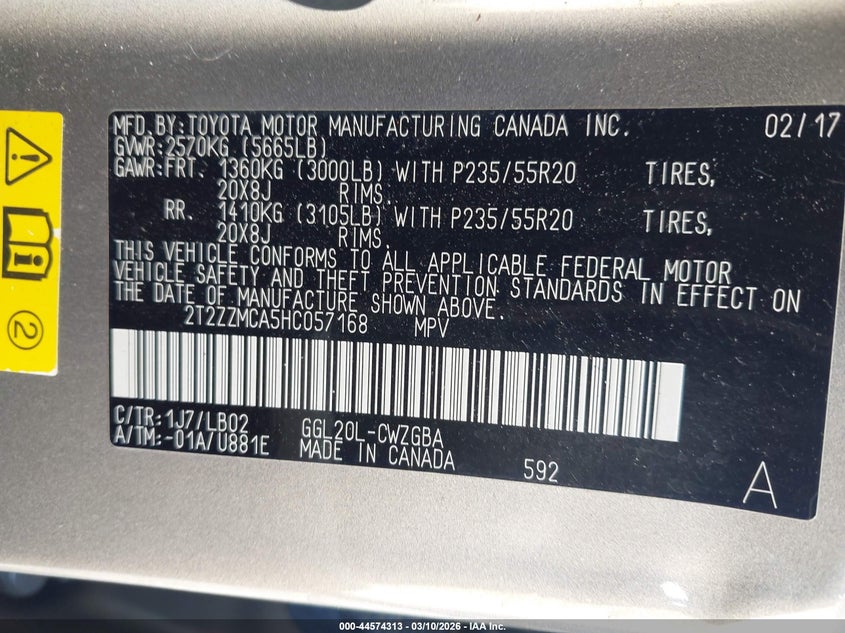 MFD.BY:TOYOTA MOTOR MANUFACTURING CANADA INC. 02/17
GVWR:2570KG (5665LB)
GAWR:FRT. 1360KG (3000LB) WITH P235/55R20 TIRES,
20X8J RIMS.
RR. 1410KG (3105LB) WITH P235/55R20 TIRES,
20X8J RIMS.
THIS VEHICLE CONFORMS TO ALL APPLICABLE FEDERAL MOTOR
VEHICLE SAFETY AND THEFT PREVENTION STANDARDS IN EFFECT ON
THE DATE OF MANUFACTURE SHOWN ABOVE.
2T2ZZMCA5HC057168 MPV
C/TR:1J7/LB02 GGL20L-CWZGBA
A/TM:-01A/U881E MADE IN CANADA 592
A
2
000-44574313 — 03/10/2026 — IAA Inc.